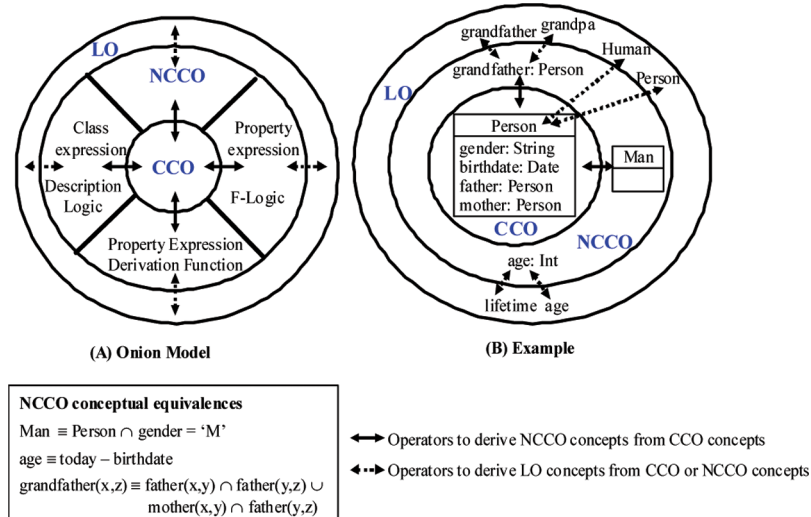 LO
NCCO
Class
expression
Description
Logic
CCO
Property
expression
F-Logic
Property Expression
Derivation Function
(A) Onion Model
grandfather
grandpa
Human
Person
LO
grandfather: Person
Person
gender: String
birthdate: Date
father: Person
mother: Person
Man
CCO
NCCO
age: Int
lifetime age
(B) Example
NCCO conceptual equivalences
Man ≡ Person ∩ gender = ‘M’
age ≡ today – birthdate
grandfather(x,z) ≡ father(x,y) ∩ father(y,z) ∪
mother(x,y) ∩ father(y,z)
Operators to derive NCCO concepts from CCO concepts
Operators to derive LO concepts from CCO or NCCO concepts